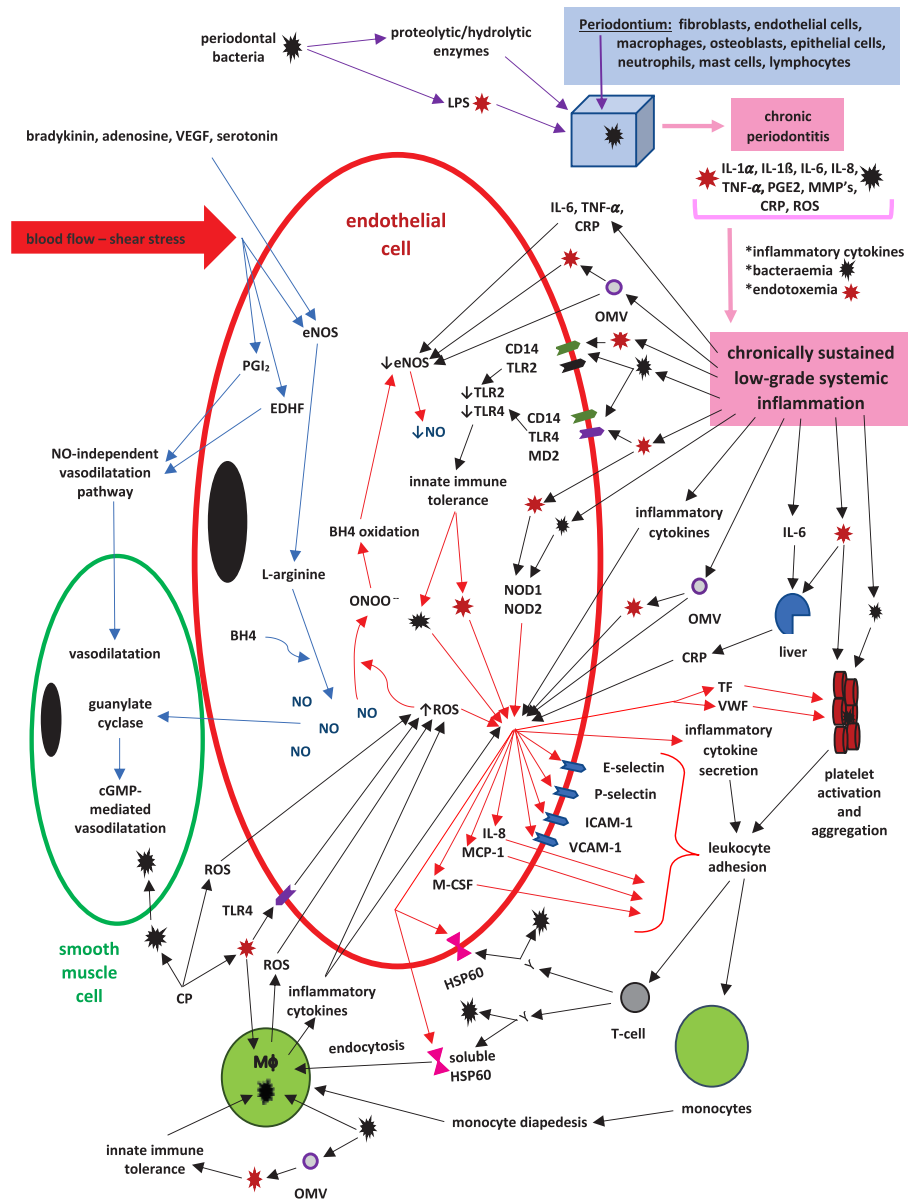 Periodontium: fibroblasts, endothelial cells,
macrophages, osteoblasts, epithelial cells,
neutrophils, mast cells, lymphocytes
periodontal
bacteria
proteolytic/hydrolytic
enzymes
LPS
chronic
periodontitis
bradykinin, adenosine, VEGF, serotonin
IL-1α, IL-1ß, IL-6, IL-8,
TNF-α, PGE2, MMP's,
CRP, ROS
endothelial
cell
IL-6, TNF-α,
CRP
blood flow – shear stress
*inflammatory cytokines
*bacteraemia
*endotoxemia
OMV
eNOS
PGI₂
EDHF
↓eNOS
CD14
TLR2
↓TLR2
↓TLR4
CD14
TLR4
MD2
↓NO
chronically sustained
low-grade systemic
inflammation
NO-independent
vasodilatation
pathway
innate immune
tolerance
inflammatory
cytokines
IL-6
BH4 oxidation
L-arginine
ONOO⁻
NOD1
NOD2
OMV
liver
BH4
CRP
vasodilatation
guanylate
cyclase
NO
NO
NO
NO
↑ROS
TF
VWF
cGMP-
mediated
vasodilatation
inflammatory
cytokine
secretion
E-selectin
P-selectin
ICAM-1
VCAM-1
platelet
activation
and
aggregation
IL-8
MCP-1
M-CSF
leukocyte
adhesion
ROS
TLR4
smooth
muscle
cell
CP
ROS
inflammatory
cytokines
HSP60
Y
Y
T-cell
Mϕ
endocytosis
soluble
HSP60
monocytes
monocyte diapedesis
innate immune
tolerance
OMV